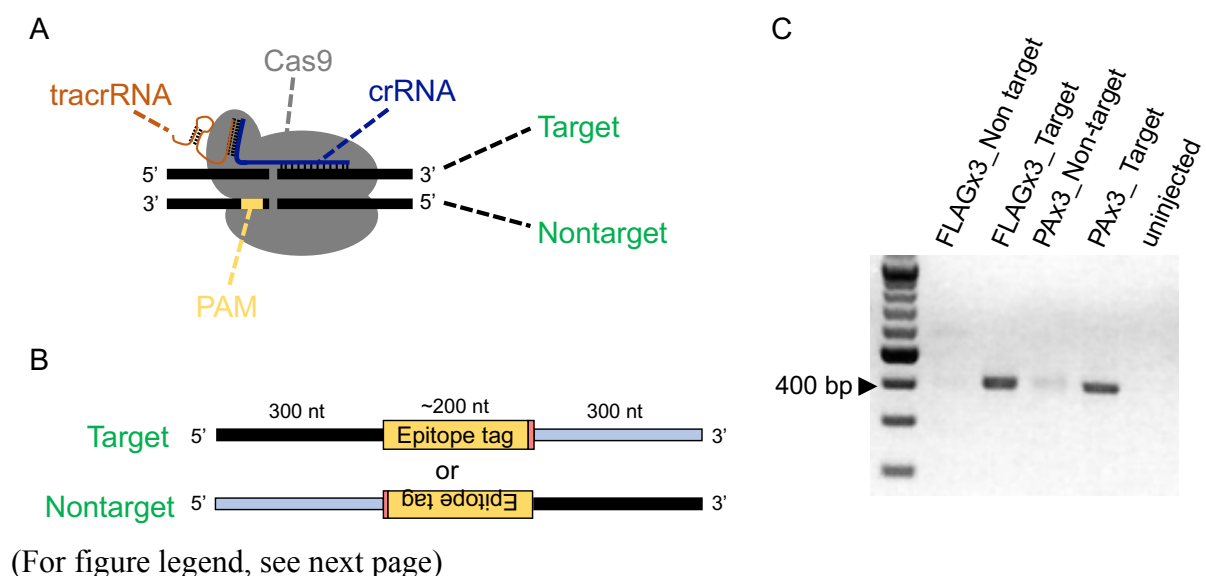 A
Cas9
tracrRNA
crRNA
Target
5’
3’
3’
5’
Nontarget
PAM
B
300 nt
~200 nt
300 nt
Target
5’
Epitope tag
3’
or
Nontarget
5’
Epitope tag
3’
C
FLAGx3_Non target
FLAGx3_Target
PAx3_Non-target
PAx3_ Target
uninjected
400 bp
(For figure legend, see next page)